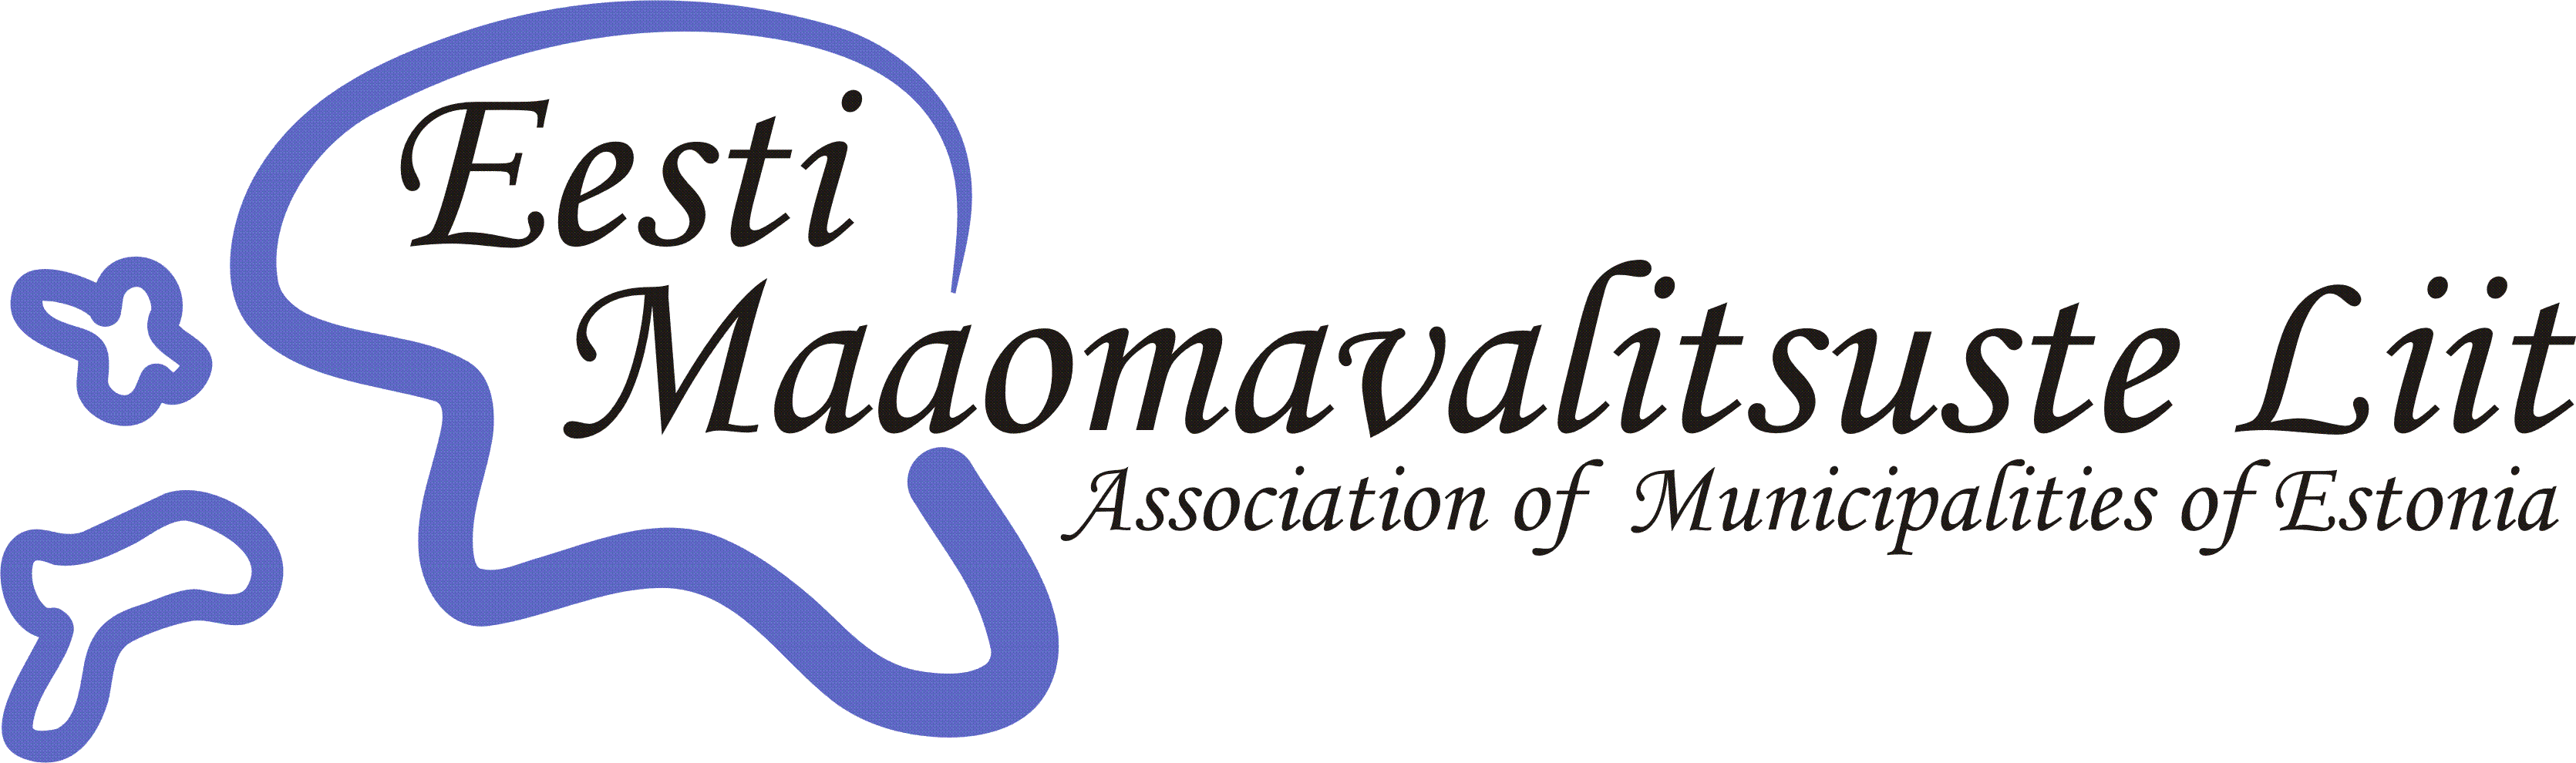 Eesti
Maaomavalitsuste Liit
Association of Municipalities of Estonia